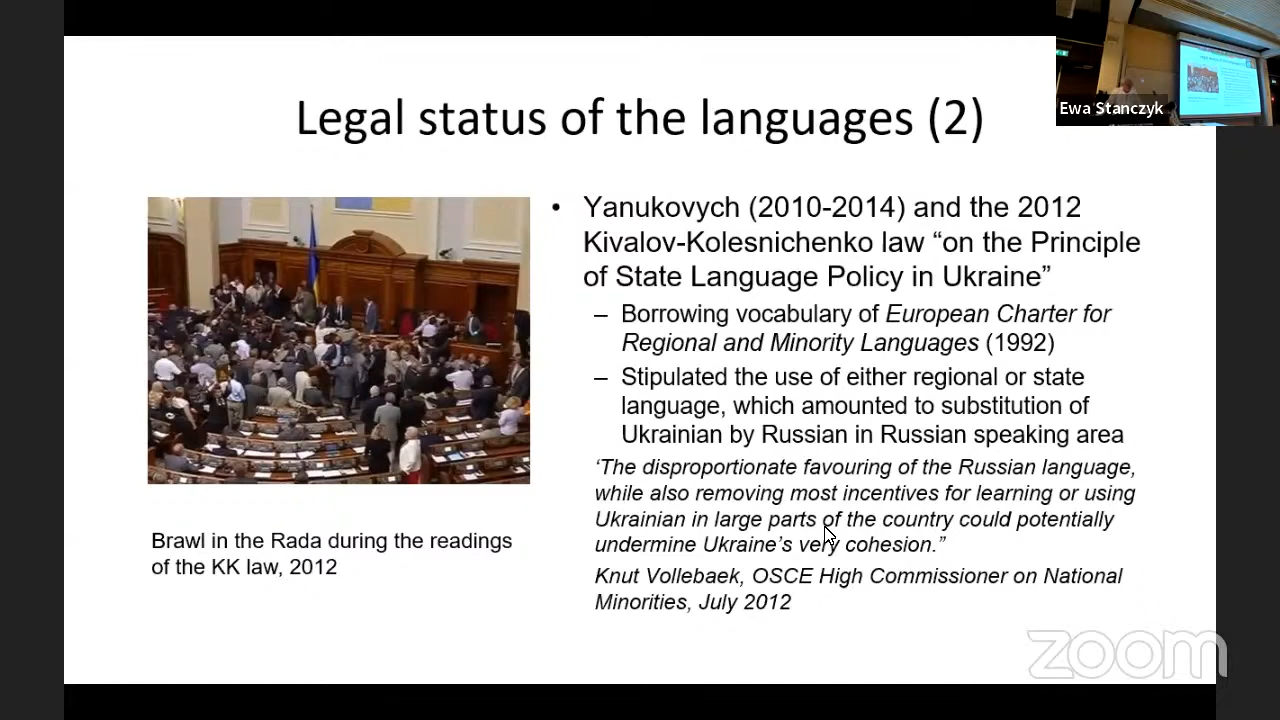 Legal status of the languages (2)
Ewa Stanczyk
• Yanukovych (2010-2014) and the 2012
Kivalov-Kolesnichenko law “on the Principle
of State Language Policy in Ukraine”
– Borrowing vocabulary of European Charter for
Regional and Minority Languages (1992)
– Stipulated the use of either regional or state
language, which amounted to substitution of
Ukrainian by Russian in Russian speaking area
‘The disproportionate favouring of the Russian language,
while also removing most incentives for learning or using
Ukrainian in large parts of the country could potentially
undermine Ukraine’s very cohesion.”
Knut Vollebaek, OSCE High Commissioner on National
Minorities, July 2012
Brawl in the Rada during the readings
of the KK law, 2012
zoom